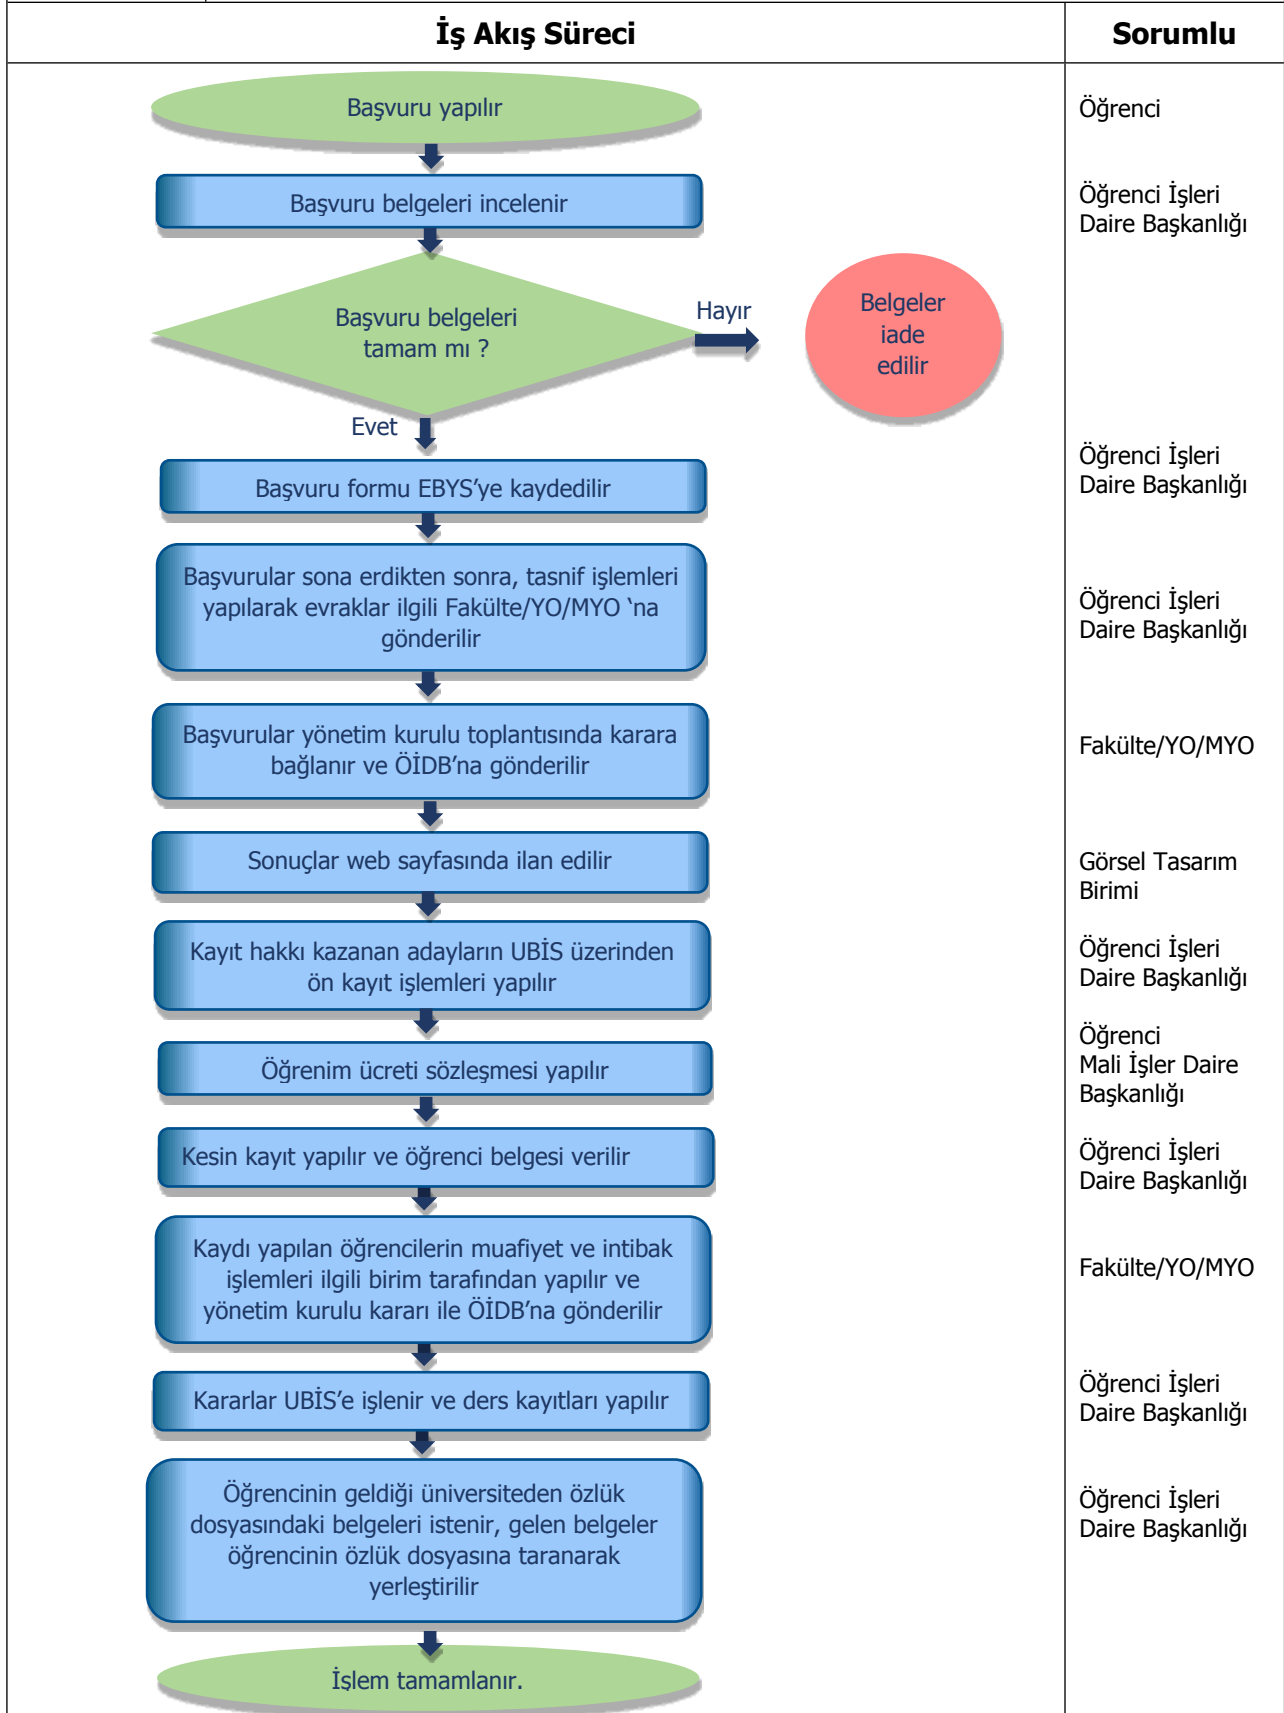 İş Akış Süreci
Sorumlu
Başvuru yapılır
Öğrenci
Başvuru belgeleri incelenir
Öğrenci İşleri
Daire Başkanlığı
Başvuru belgeleri
tamam mı ?
Hayır
Belgeler
iade
edilir
Evet
Başvuru formu EBYS’ye kaydedilir
Öğrenci İşleri
Daire Başkanlığı
Başvurular sona erdikten sonra, tasnif işlemleri
yapılarak evraklar ilgili Fakülte/YO/MYO ‘na
gönderilir
Öğrenci İşleri
Daire Başkanlığı
Başvurular yönetim kurulu toplantısında karara
bağlanır ve ÖİDB’na gönderilir
Fakülte/YO/MYO
Sonuçlar web sayfasında ilan edilir
Görsel Tasarım
Birimi
Kayıt hakkı kazanan adayların UBİS üzerinden
ön kayıt işlemleri yapılır
Öğrenci İşleri
Daire Başkanlığı
Öğrenim ücreti sözleşmesi yapılır
Öğrenci
Mali İşler Daire
Başkanlığı
Kesin kayıt yapılır ve öğrenci belgesi verilir
Öğrenci İşleri
Daire Başkanlığı
Kaydı yapılan öğrencilerin muafiyet ve intibak
işlemleri ilgili birim tarafından yapılır ve
yönetim kurulu kararı ile ÖİDB’na gönderilir
Fakülte/YO/MYO
Kararlar UBİS’e işlenir ve ders kayıtları yapılır
Öğrenci İşleri
Daire Başkanlığı
Öğrencinin geldiği üniversiteden özlük
dosyasındaki belgeleri istenir, gelen belgeler
öğrencinin özlük dosyasına taranarak
yerleştirilir
Öğrenci İşleri
Daire Başkanlığı
İşlem tamamlanır.